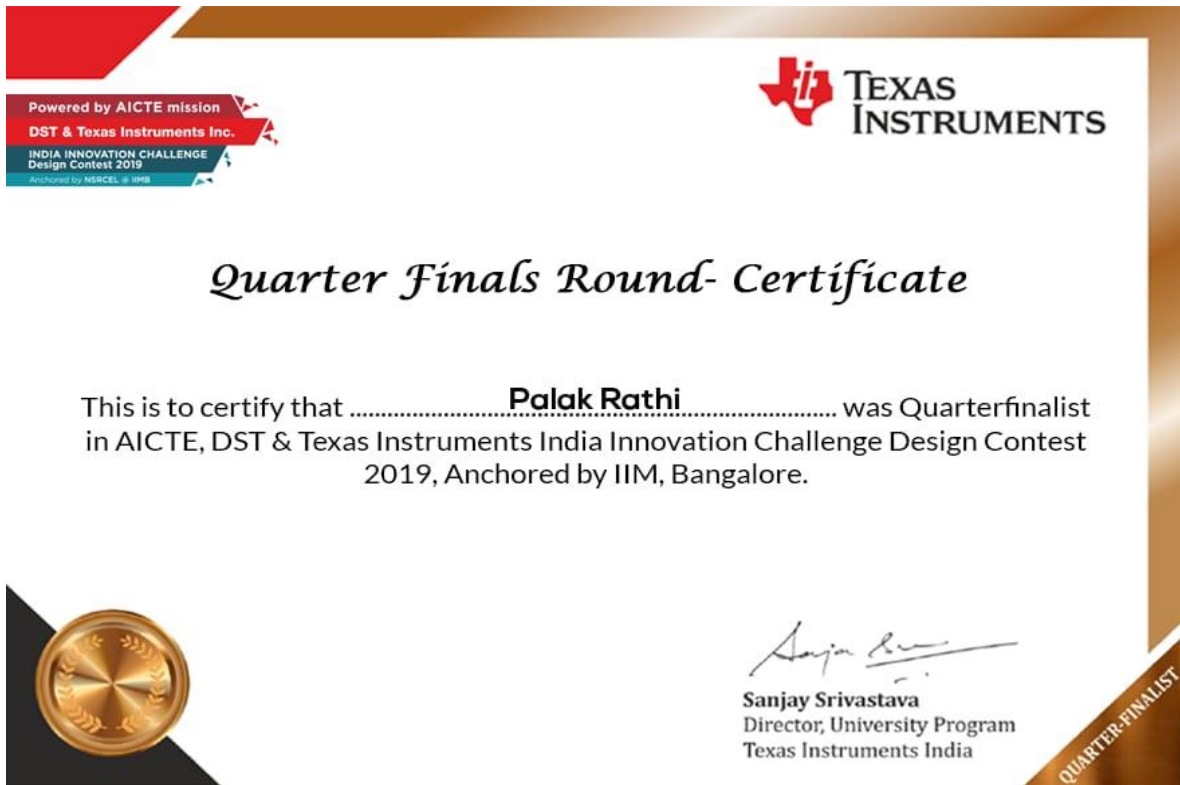 Powered by AICTE mission
DST & Texas Instruments Inc.
INDIA INNOVATION CHALLENGE
Design Contest 2019
Anchored by NSRCEL @ IIMB
TEXAS
INSTRUMENTS
Quarter Finals Round- Certificate
This is to certify that ........................Palak Rathi........................ was Quarterfinalist
in AICTE, DST & Texas Instruments India Innovation Challenge Design Contest
2019, Anchored by IIM, Bangalore.
Sanjay Srivastava
Director, University Program
Texas Instruments India
QUARTER-FINALIST